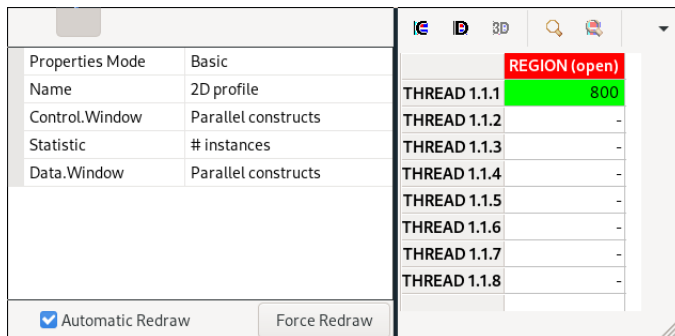 Properties Mode Basic
Name 2D profile
Control.Window Parallel constructs
Statistic # instances
Data.Window Parallel constructs
Automatic Redraw Force Redraw
IC ID 3D
REGION (open)
THREAD 1.1.1 800
THREAD 1.1.2 -
THREAD 1.1.3 -
THREAD 1.1.4 -
THREAD 1.1.5 -
THREAD 1.1.6 -
THREAD 1.1.7 -
THREAD 1.1.8 -